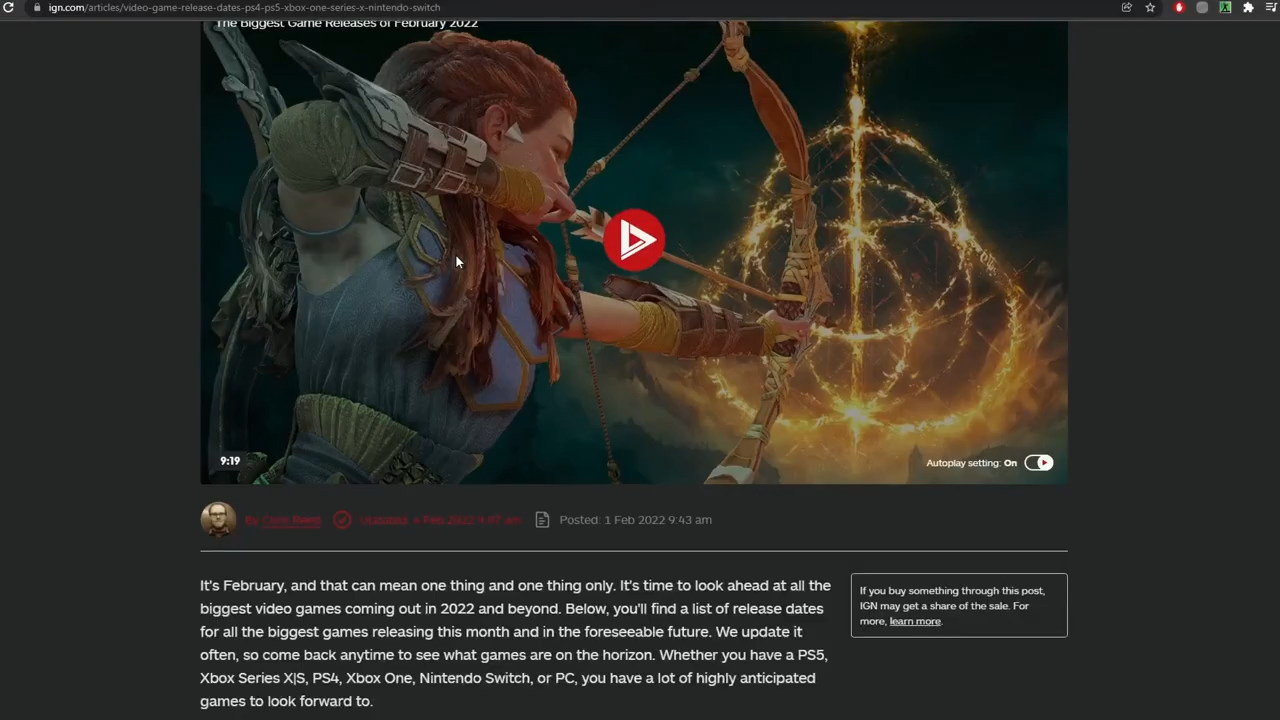 ign.com/articles/video-game-release-dates-ps4-ps5-xbox-one-series-x-nintendo-switch
The Biggest Game Releases of February 2022
9:19
Autoplay setting: On
By Updated: 4 Feb 2022 Posted: 1 Feb 2022 9:43 am
It's February, and that can mean one thing and one thing only. It's time to look ahead at all the
biggest video games coming out in 2022 and beyond. Below, you'll find a list of release dates
for all the biggest games releasing this month and in the foreseeable future. We update it
often, so come back anytime to see what games are on the horizon. Whether you have a PS5,
Xbox Series X|S, PS4, Xbox One, Nintendo Switch, or PC, you have a lot of highly anticipated
games to look forward to.
If you buy something through this post,
IGN may get a share of the sale. For
more, learn more.